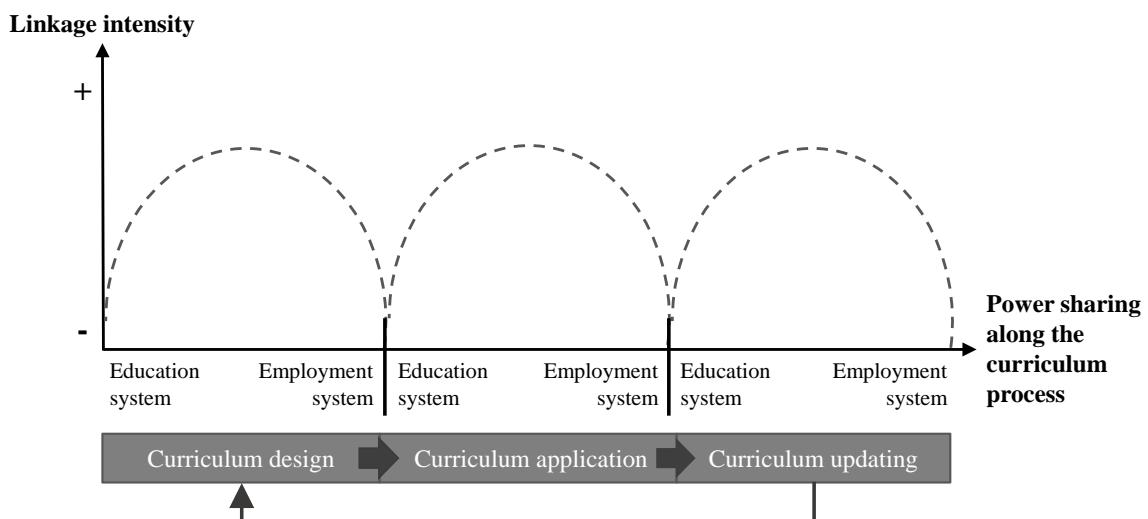 Linkage intensity
+
-
Power sharing
along the
curriculum
process
Education
system
Employment
system
Education
system
Employment
system
Education
system
Employment
system
Curriculum design
Curriculum application
Curriculum updating